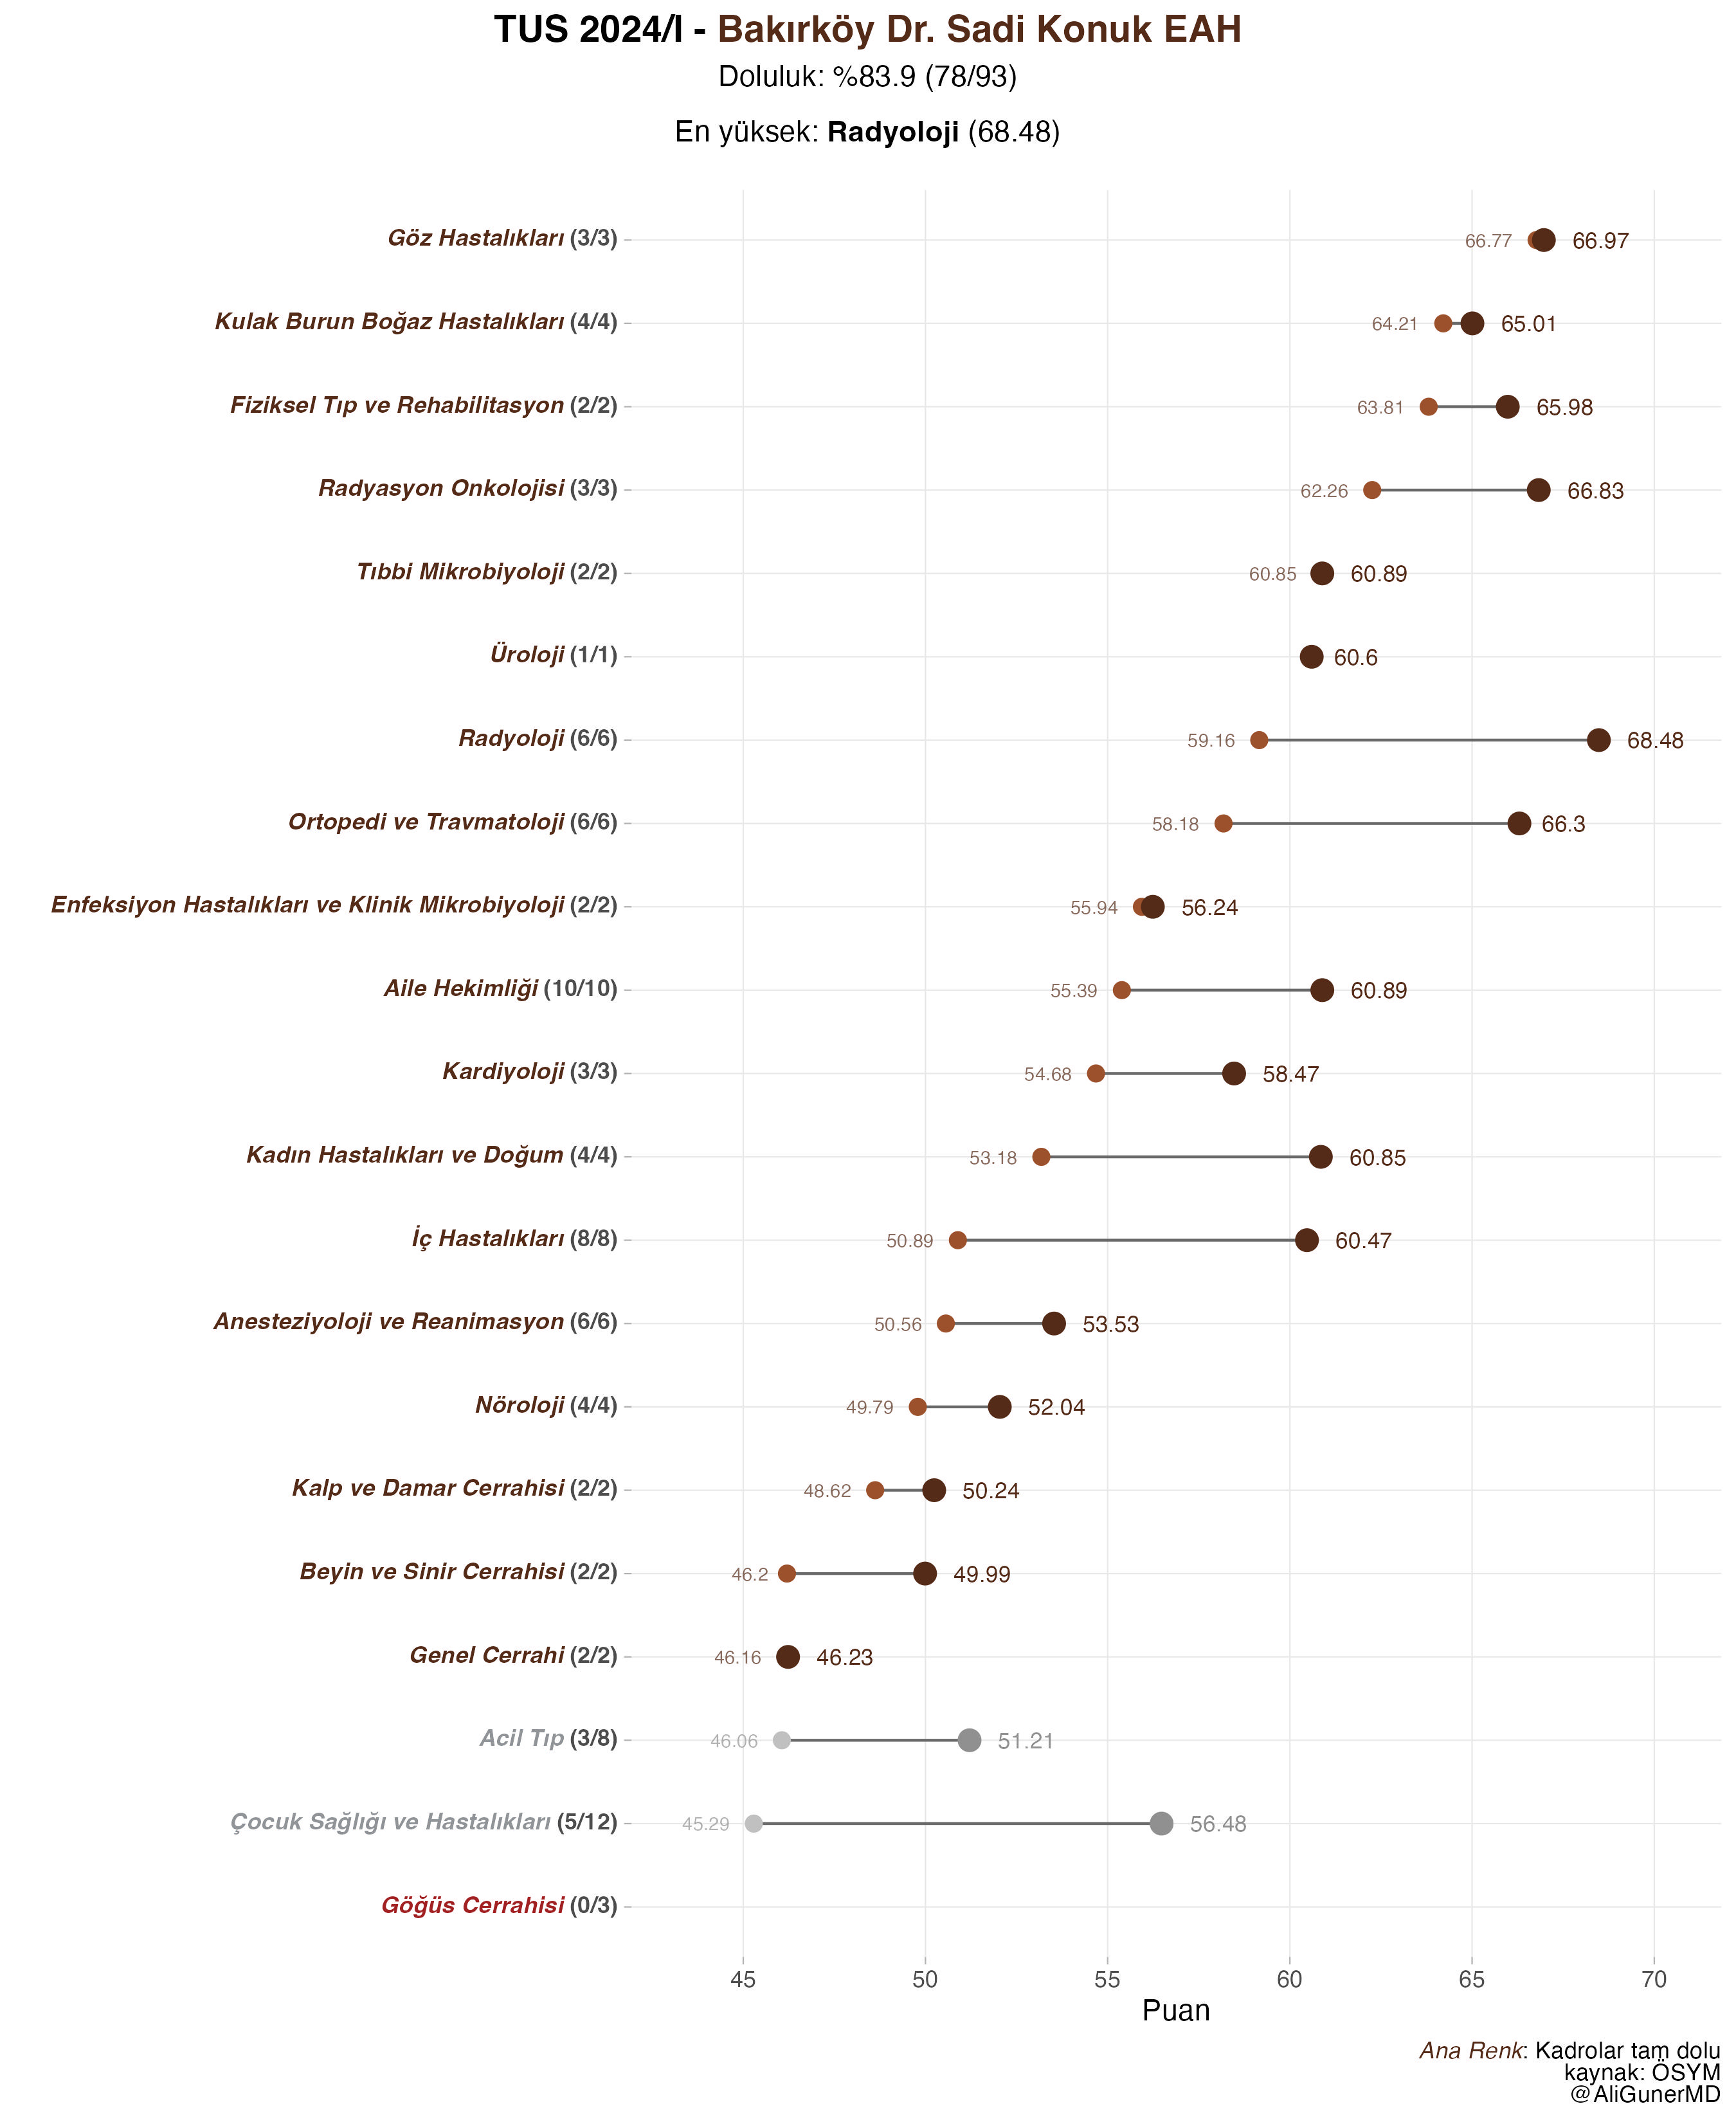 TUS 2024/I - Bakırköy Dr. Sadi Konuk EAH
Doluluk: %83.9 (78/93)
En yüksek: Radyoloji (68.48)
Göz Hastalıkları (3/3) 66.77 66.97
Kulak Burun Boğaz Hastalıkları (4/4) 64.21 65.01
Fiziksel Tıp ve Rehabilitasyon (2/2) 63.81 65.98
Radyasyon Onkolojisi (3/3) 62.26 66.83
Tıbbi Mikrobiyoloji (2/2) 60.85 60.89
Üroloji (1/1) 60.6
Radyoloji (6/6) 59.16 68.48
Ortopedi ve Travmatoloji (6/6) 58.18 66.3
Enfeksiyon Hastalıkları ve Klinik Mikrobiyoloji (2/2) 55.94 56.24
Aile Hekimliği (10/10) 55.39 60.89
Kardiyoloji (3/3) 54.68 58.47
Kadın Hastalıkları ve Doğum (4/4) 53.18 60.85
İç Hastalıkları (8/8) 50.89 60.47
Anesteziyoloji ve Reanimasyon (6/6) 50.56 53.53
Nöroloji (4/4) 49.79 52.04
Kalp ve Damar Cerrahisi (2/2) 48.62 50.24
Beyin ve Sinir Cerrahisi (2/2) 46.2 49.99
Genel Cerrahi (2/2) 46.16 46.23
Acil Tıp (3/8) 46.06 51.21
Çocuk Sağlığı ve Hastalıkları (5/12) 45.29 56.48
Göğüs Cerrahisi (0/3)
45 50 55 60 65 70
Puan
Ana Renk: Kadrolar tam dolu
kaynak: ÖSYM
@AliGunerMD